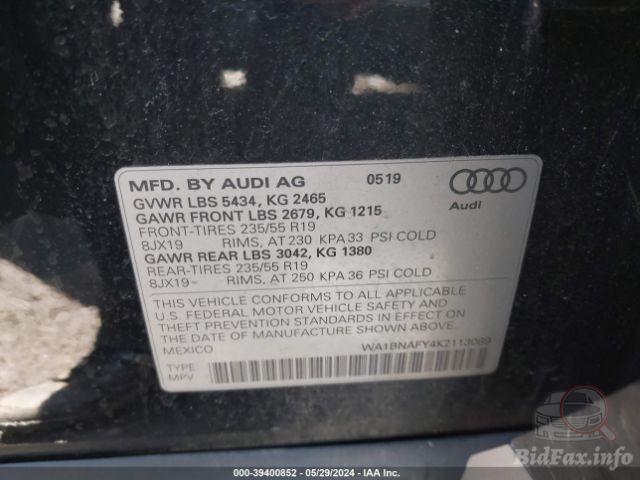 MFD. BY AUDI AG 0519
GVWR LBS 5434, KG 2465
GAWR FRONT LBS 2679, KG 1215
FRONT-TIRES 235/55 R19
8JX19 RIMS, AT 230 KPA 33 PSI COLD
GAWR REAR LBS 3042, KG 1380
REAR-TIRES 235/55 R19
8JX19- RIMS, AT 250 KPA 36 PSI COLD
Audi
THIS VEHICLE CONFORMS TO ALL APPLICABLE
U.S. FEDERAL MOTOR VEHICLE SAFETY AND
THEFT PREVENTION STANDARDS IN EFFECT ON
THE DATE OF MANUFACTURE SHOWN ABOVE.
MEXICO WA1BNAFY4K2113089
TYPE:
MPV
BidFax.info
000-39400852 - 05/29/2024 - IAA Inc.